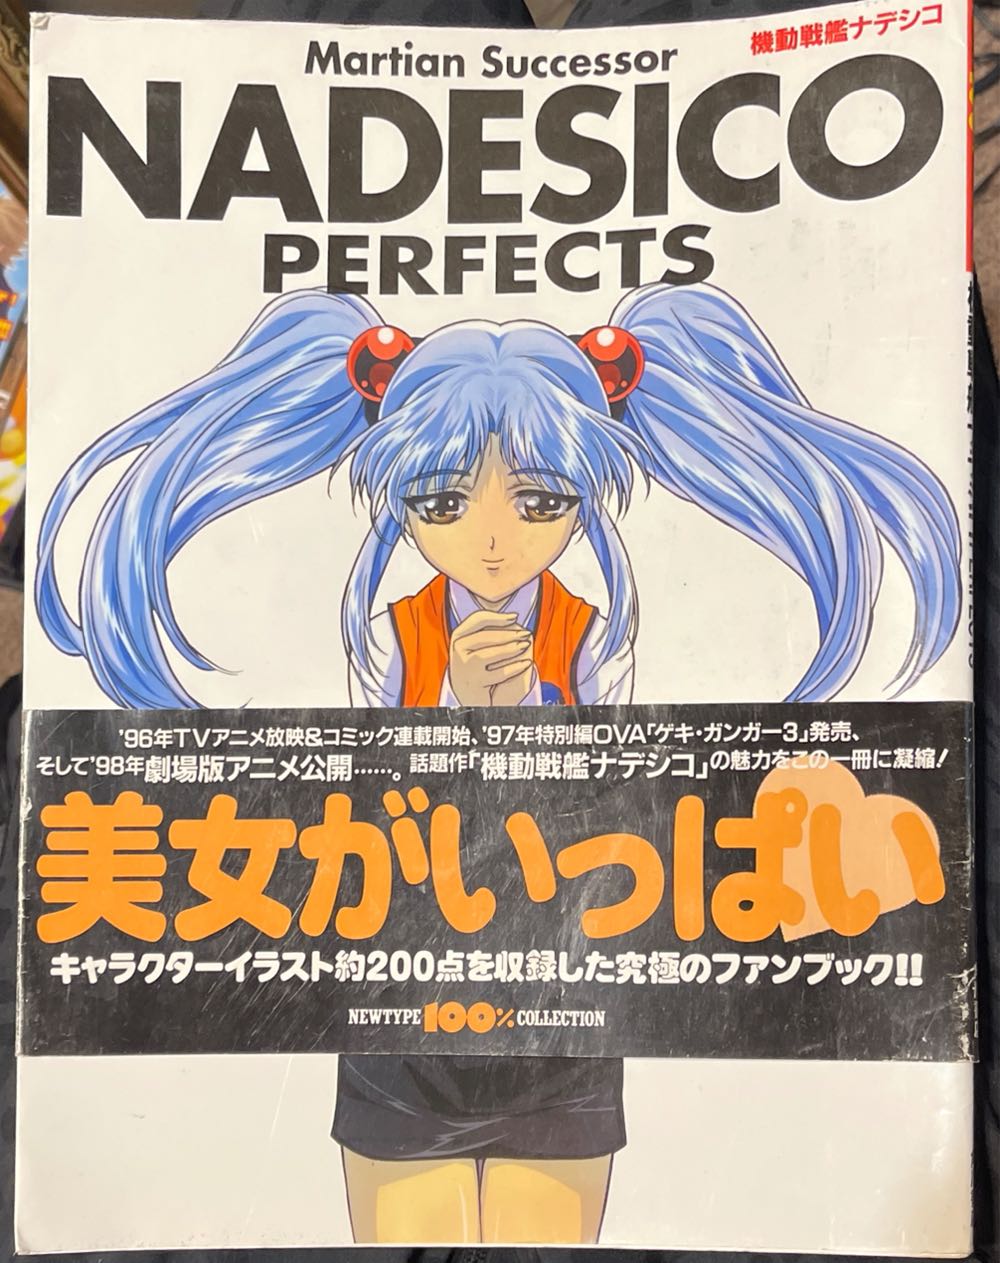 機動戦艦ナデシコ
Martian Successor
NADESICO
PERFECTS
'96年TVアニメ放映&コミック連載開始、'97年特別編OVA「ゲキ・ガンガー3」発売、
そして'98年劇場版アニメ公開……。話題作「機動戦艦ナデシコ」の魅力をこの一冊に凝縮!
美女がいっぱい
キャラクターイラスト約200点を収録した究極のファンブック!!
NEWTYPE 100% COLLECTION